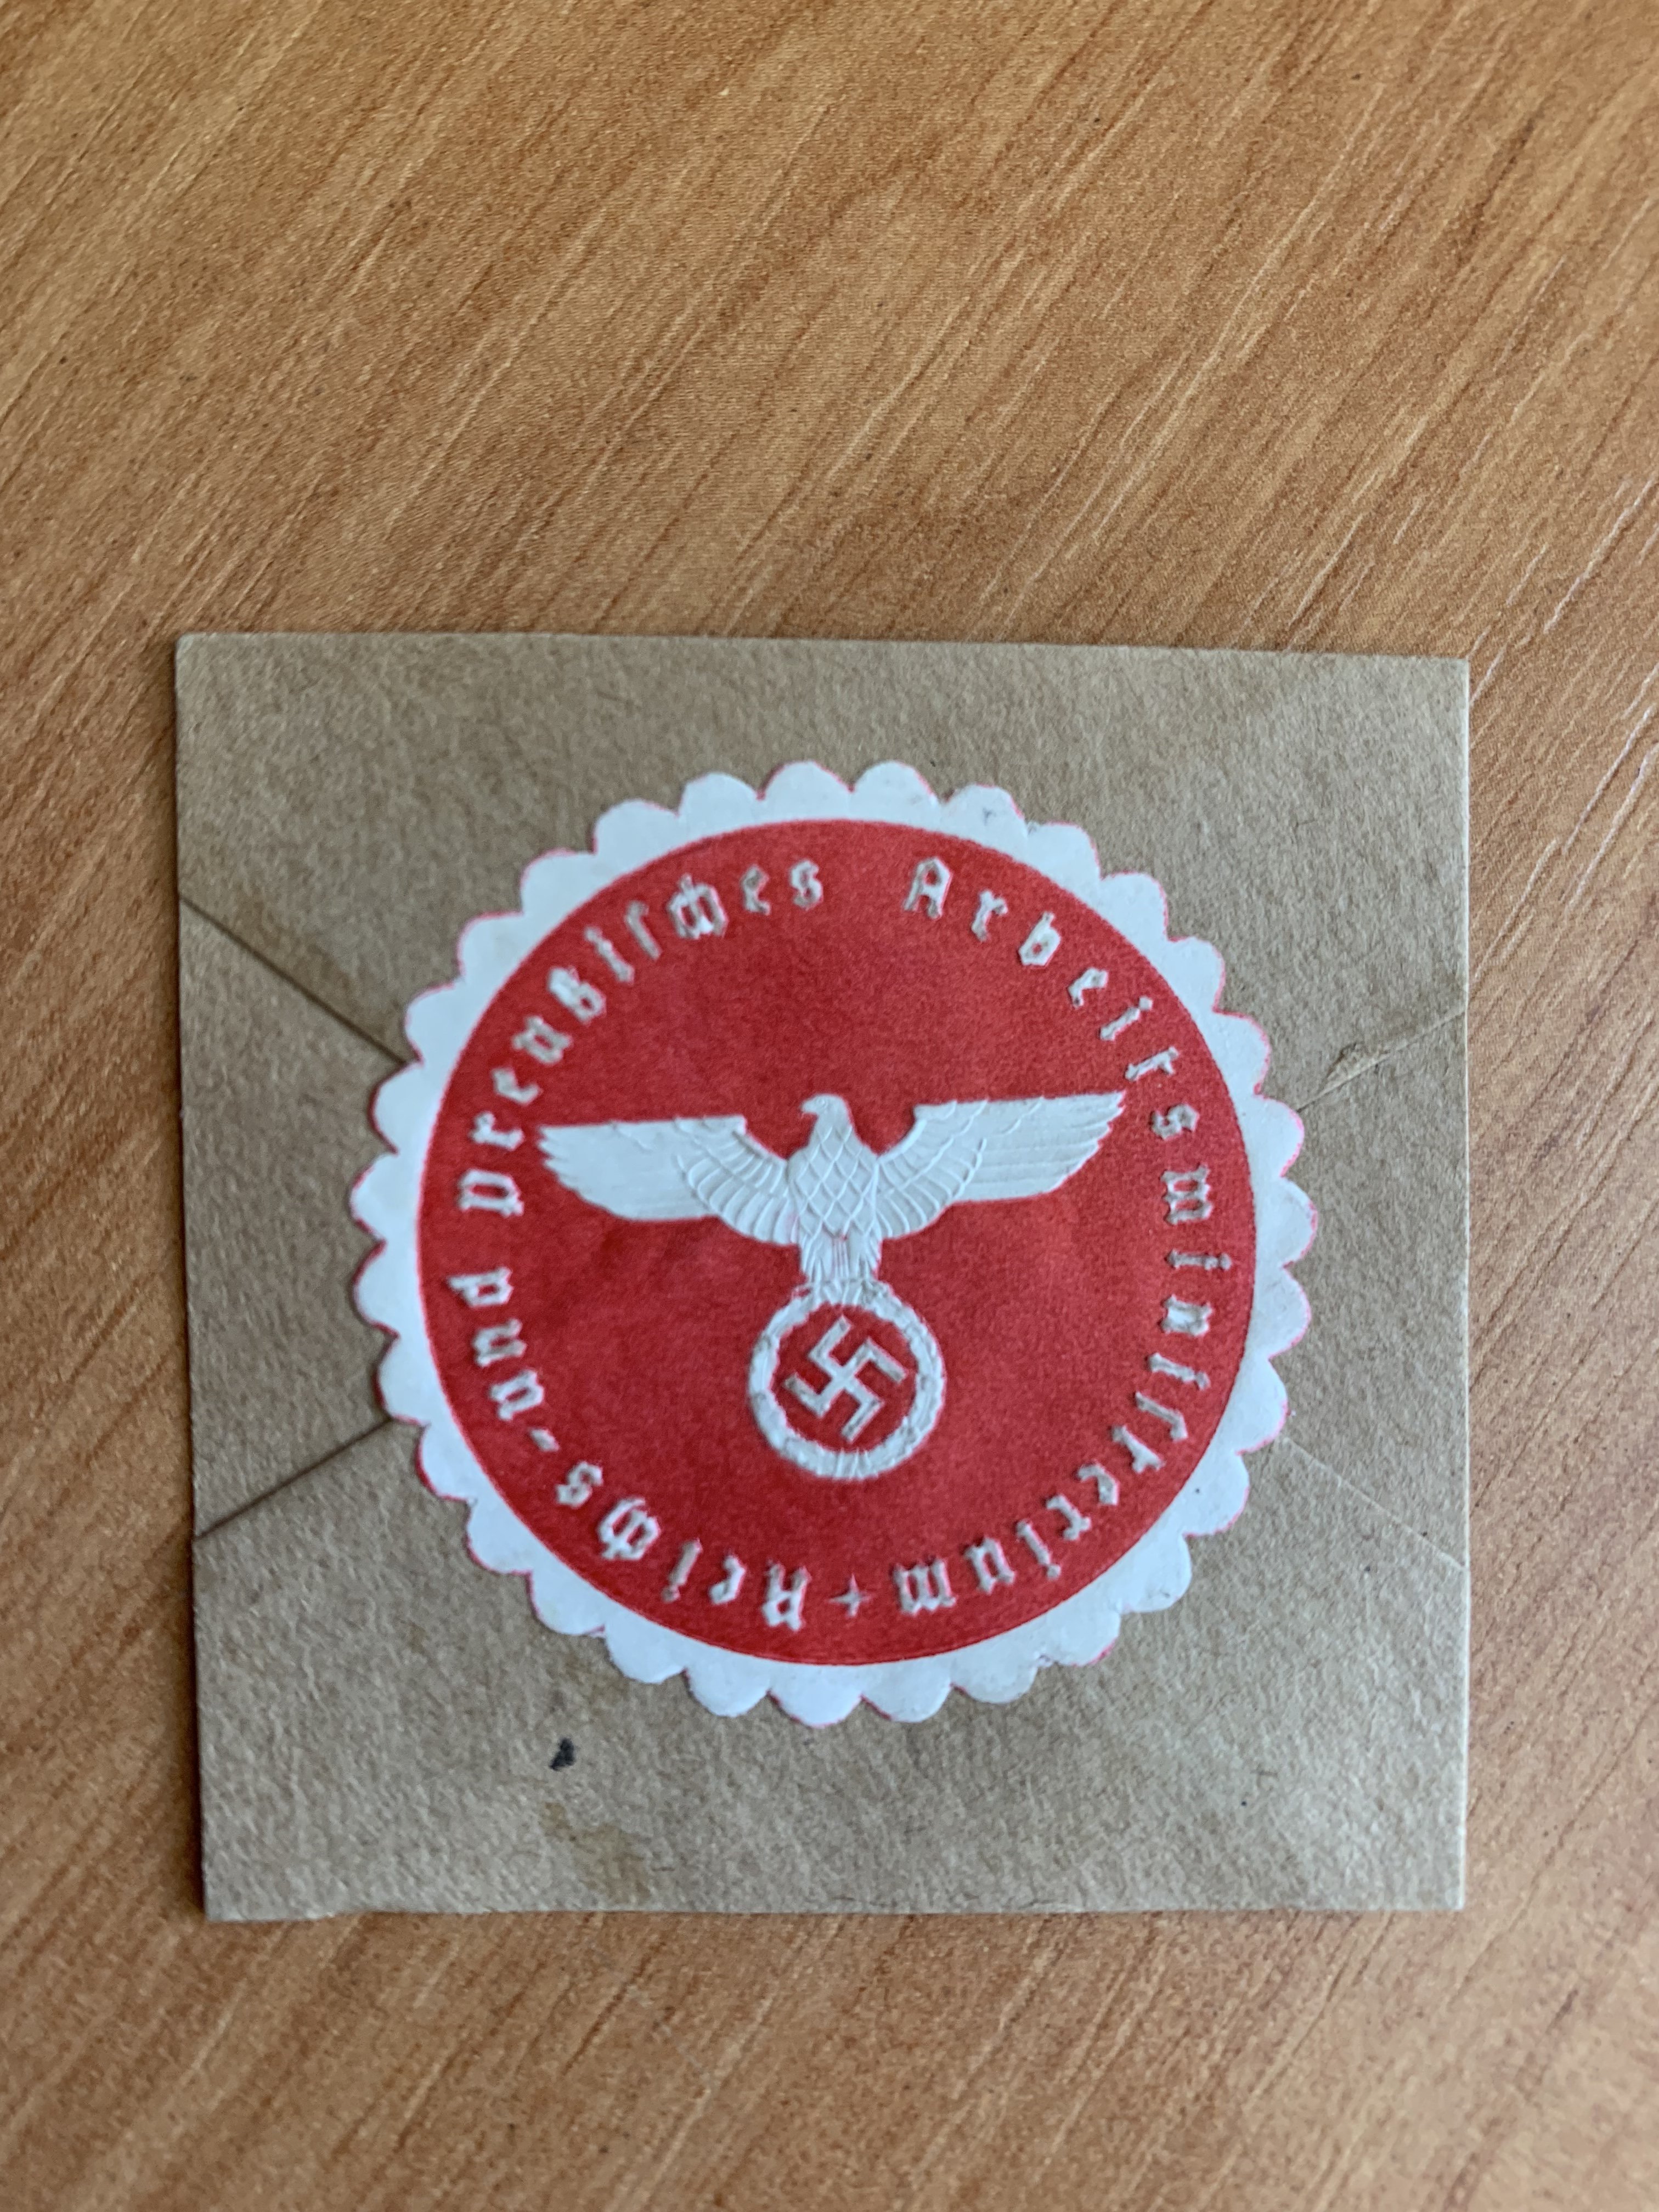 Reichs- und Preußisches Arbeitsministerium +